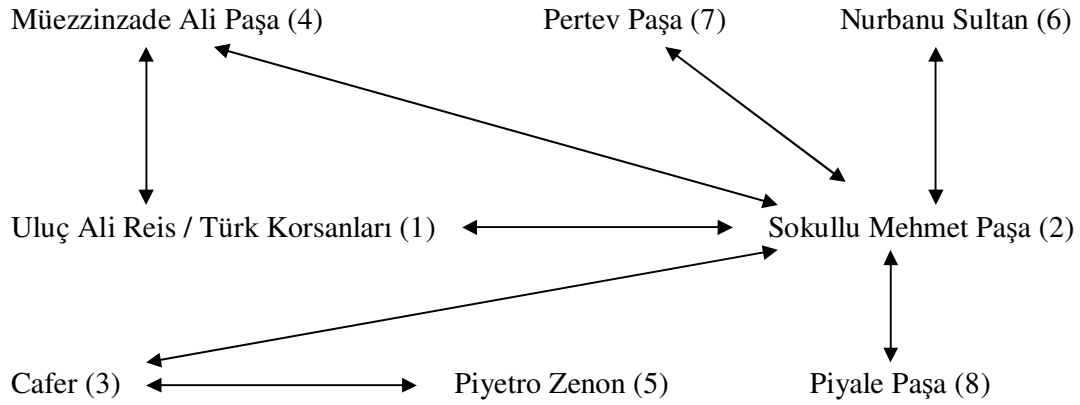 Müezzinzade Ali Paşa (4) Pertev Paşa (7) Nurbanu Sultan (6)
Uluç Ali Reis / Türk Korsanları (1) Sokullu Mehmet Paşa (2)
Cafer (3) Piyetro Zenon (5) Piyale Paşa (8)